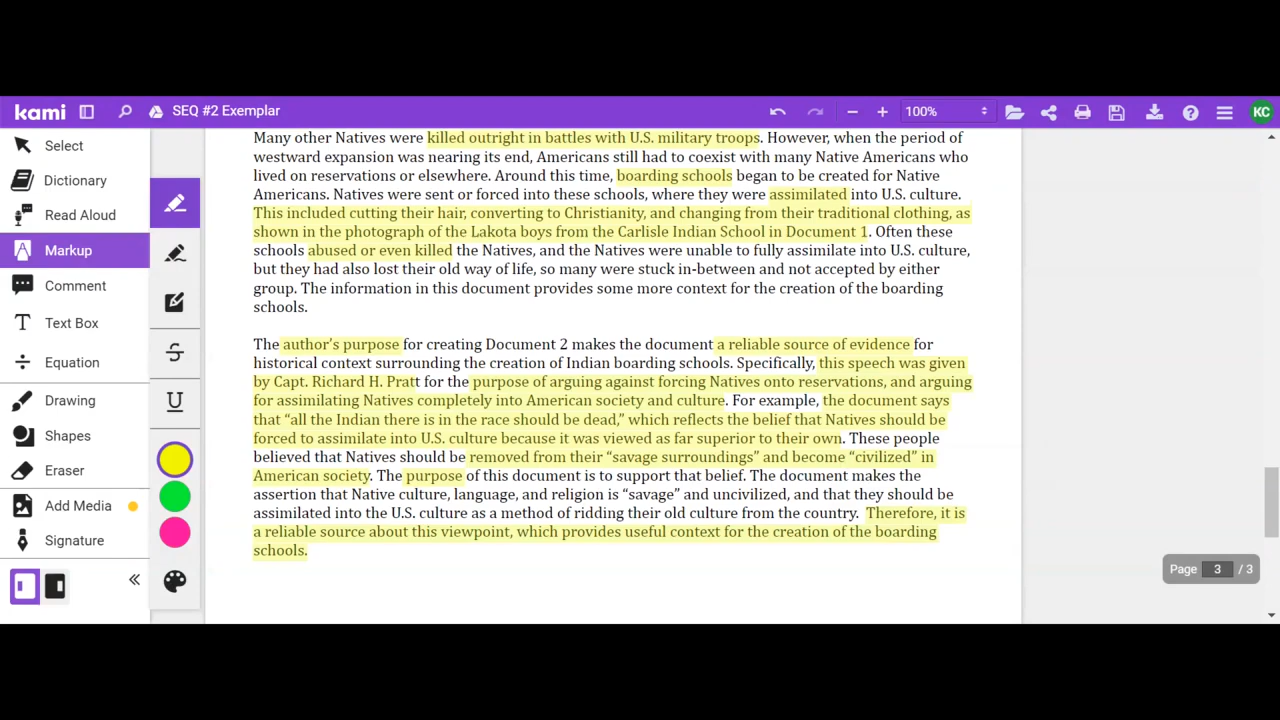 kami
SEQ #2 Exemplar
100%
KC
Select
Dictionary
Read Aloud
Markup
Comment
Text Box
Equation
Drawing
Shapes
Eraser
Add Media
Signature
Many other Natives were killed outright in battles with U.S. military troops. However, when the period of
westward expansion was nearing its end, Americans still had to coexist with many Native Americans who
lived on reservations or elsewhere. Around this time, boarding schools began to be created for Native
Americans. Natives were sent or forced into these schools, where they were assimilated into U.S. culture.
This included cutting their hair, converting to Christianity, and changing from their traditional clothing, as
shown in the photograph of the Lakota boys from the Carlisle Indian School in Document 1. Often these
schools abused or even killed the Natives, and the Natives were unable to fully assimilate into U.S. culture,
but they had also lost their old way of life, so many were stuck in-between and not accepted by either
group. The information in this document provides some more context for the creation of the boarding
schools.
The author's purpose for creating Document 2 makes the document a reliable source of evidence for
historical context surrounding the creation of Indian boarding schools. Specifically, this speech was given
by Capt. Richard H. Pratt for the purpose of arguing against forcing Natives onto reservations, and arguing
for assimilating Natives completely into American society and culture. For example, the document says
that “all the Indian there is in the race should be dead,” which reflects the belief that Natives should be
forced to assimilate into U.S. culture because it was viewed as far superior to their own. These people
believed that Natives should be removed from their “savage surroundings” and become “civilized” in
American society. The purpose of this document is to support that belief. The document makes the
assertion that Native culture, language, and religion is “savage” and uncivilized, and that they should be
assimilated into the U.S. culture as a method of ridding their old culture from the country. Therefore, it is
a reliable source about this viewpoint, which provides useful context for the creation of the boarding
schools.
Page 3 / 3